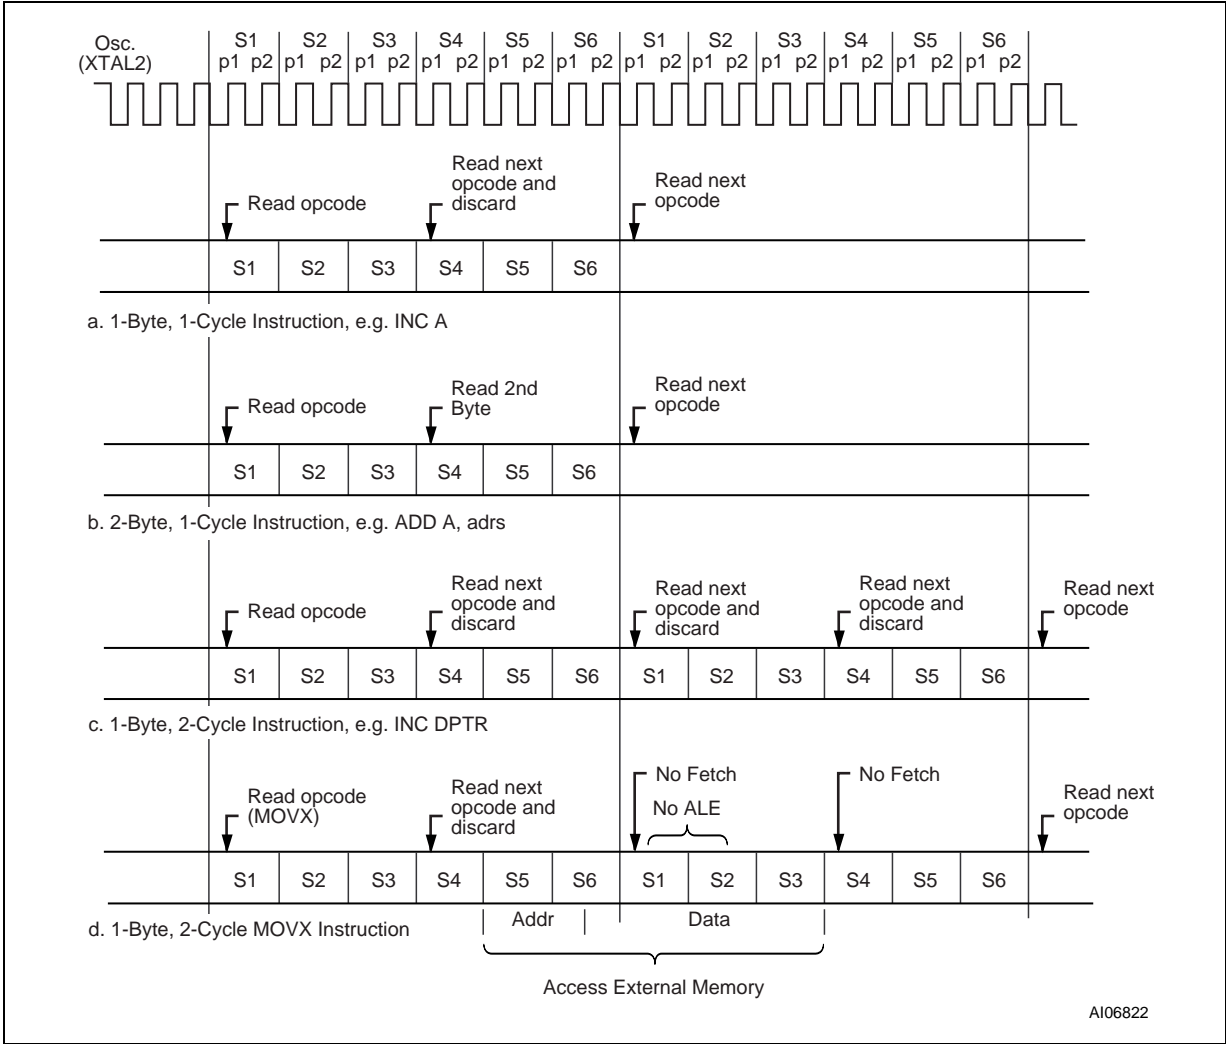 Osc.
(XTAL2)
S1 S2 S3 S4 S5 S6 S1 S2 S3 S4 S5 S6
p1 p2 p1 p2 p1 p2 p1 p2 p1 p2 p1 p2 p1 p2 p1 p2 p1 p2 p1 p2 p1 p2 p1 p2
Read opcode
Read next
opcode and
discard
Read next
opcode
S1 S2 S3 S4 S5 S6
a. 1-Byte, 1-Cycle Instruction, e.g. INC A
Read opcode
Read 2nd
Byte
Read next
opcode
S1 S2 S3 S4 S5 S6
b. 2-Byte, 1-Cycle Instruction, e.g. ADD A, adrs
Read opcode
Read next
opcode and
discard
Read next
opcode and
discard
Read next
opcode and
discard
Read next
opcode
S1 S2 S3 S4 S5 S6 S1 S2 S3 S4 S5 S6
c. 1-Byte, 2-Cycle Instruction, e.g. INC DPTR
Read opcode
(MOVX)
Read next
opcode and
discard
No Fetch
No ALE
No Fetch
Read next
opcode
S1 S2 S3 S4 S5 S6 S1 S2 S3 S4 S5 S6
d. 1-Byte, 2-Cycle MOVX Instruction
Addr
Data
Access External Memory
AI06822